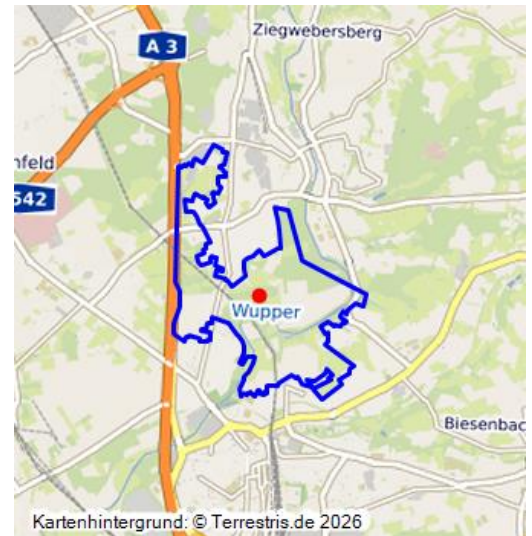 Ziegwebersberg
A 3
nfeld
542
Wupper
Biesenbac
Kartenhintergrund: © Terrestris.de 2026